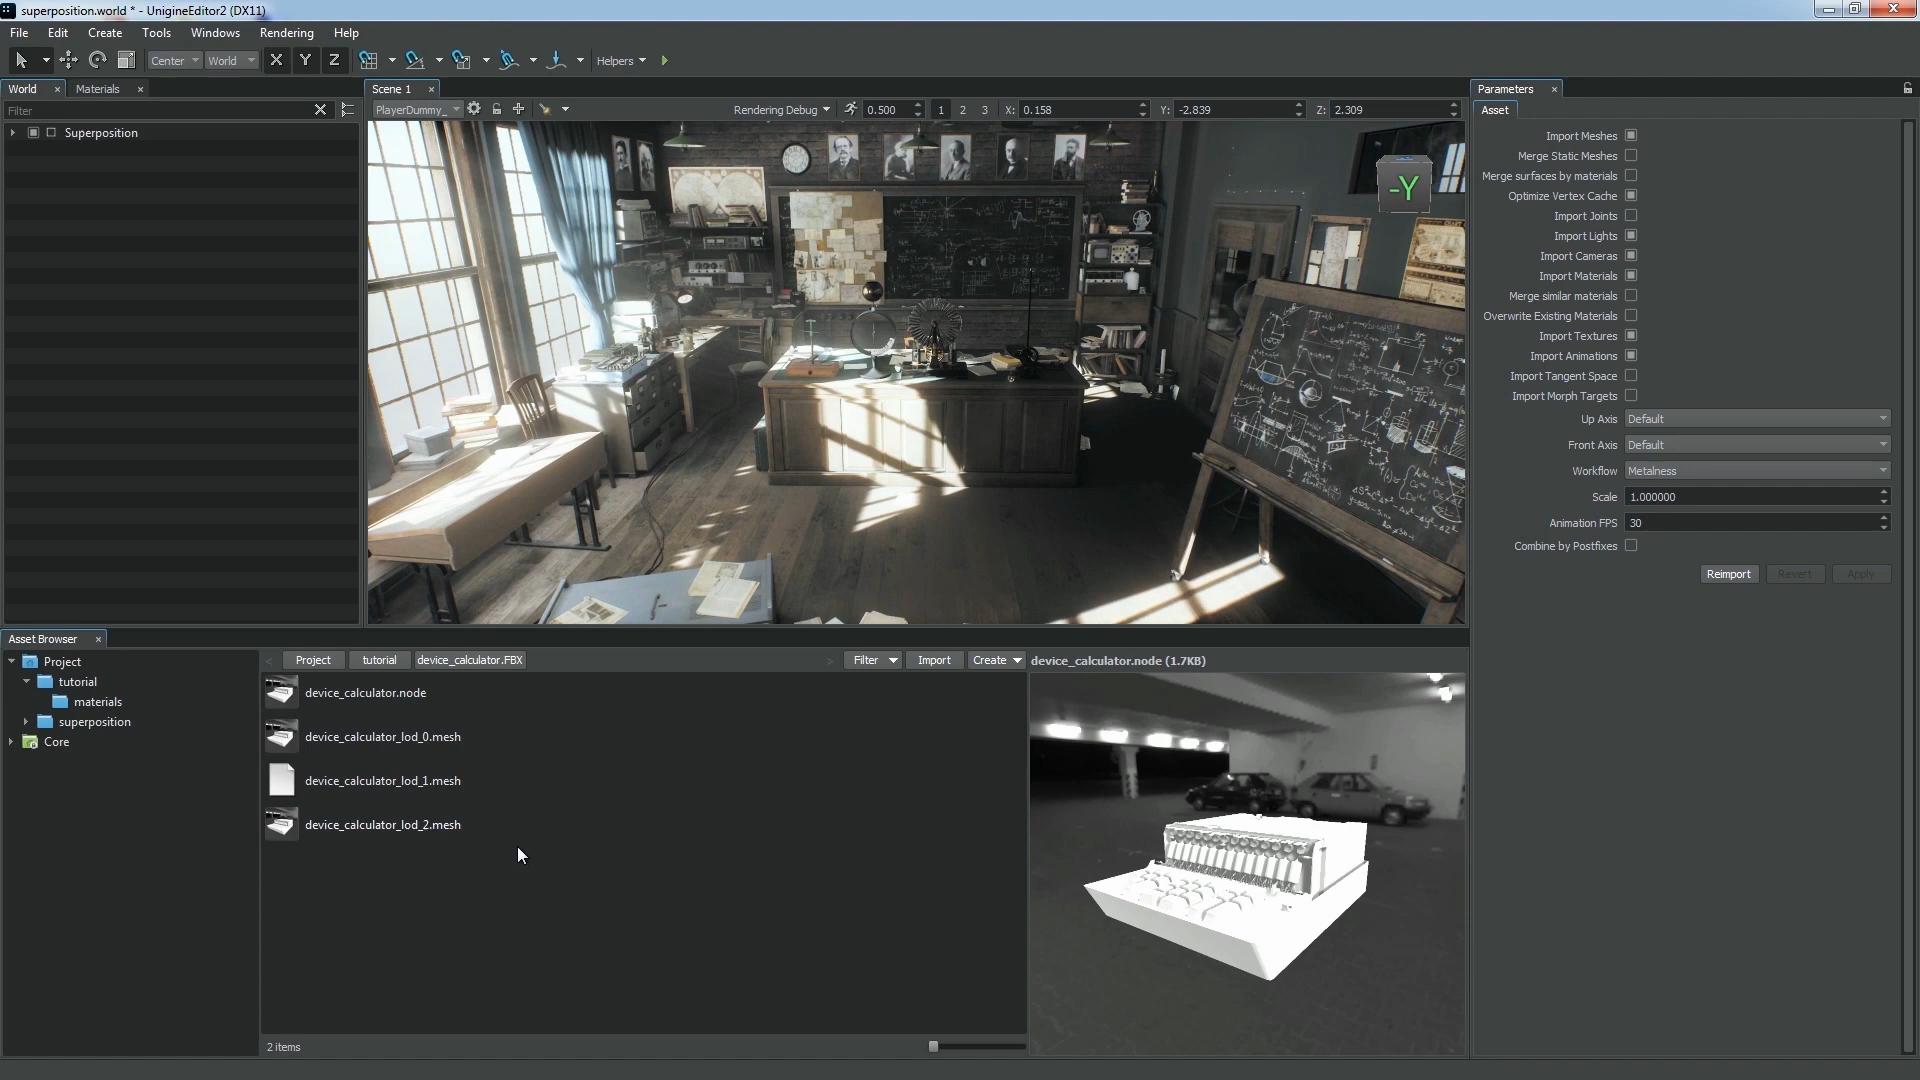 superposition.world * - UnigineEditor2 (DX11)
File Edit Create Tools Windows Rendering Help
Center World X Y Z Helpers
World Materials
Filter
Superposition
Scene 1
PlayerDummy_ Rendering Debug 0.500 1 2 3 X: 0.158 Y: -2.839 Z: 2.309
-Y
Parameters
Asset
Import Meshes
Merge Static Meshes
Merge surfaces by materials
Optimize Vertex Cache
Import Joints
Import Lights
Import Cameras
Import Materials
Merge similar materials
Overwrite Existing Materials
Import Textures
Import Animations
Import Tangent Space
Import Morph Targets
Up Axis Default
Front Axis Default
Workflow Metalness
Scale 1.000000
Animation FPS 30
Combine by Postfixes
Reimport Revert Apply
Asset Browser
Project
tutorial
materials
superposition
Core
< Project tutorial device_calculator.FBX > Filter Import Create
device_calculator.node
device_calculator_lod_0.mesh
device_calculator_lod_1.mesh
device_calculator_lod_2.mesh
2 items
device_calculator.node (1.7KB)